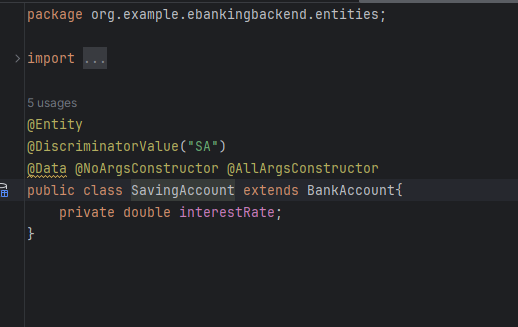 package org.example.ebankingbackend.entities;
import ...
5 usages
@Entity
@DiscriminatorValue("SA")
@Data @NoArgsConstructor @AllArgsConstructor
public class SavingAccount extends BankAccount{
private double interestRate;
}